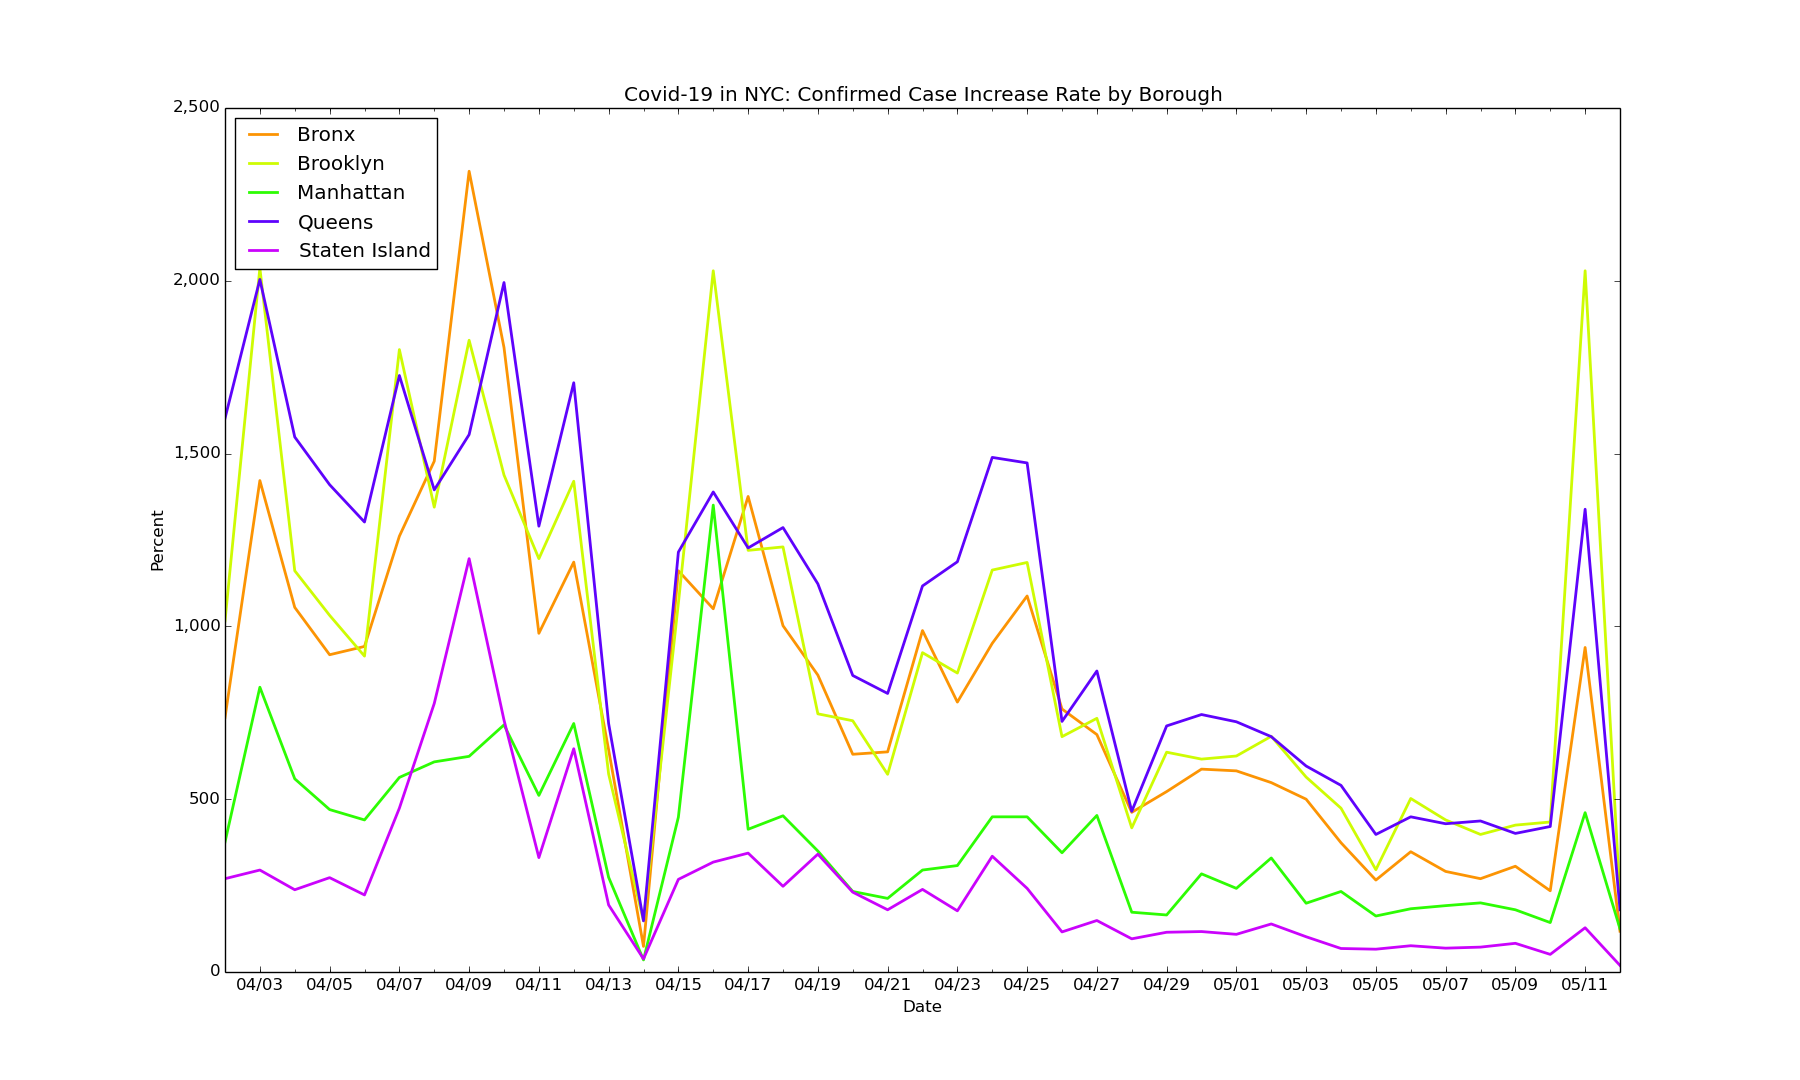 Covid-19 in NYC: Confirmed Case Increase Rate by Borough
2,500
2,000
1,500
1,000
500
0
Percent
Bronx
Brooklyn
Manhattan
Queens
Staten Island
04/03 04/05 04/07 04/09 04/11 04/13 04/15 04/17 04/19 04/21 04/23 04/25 04/27 04/29 05/01 05/03 05/05 05/07 05/09 05/11
Date